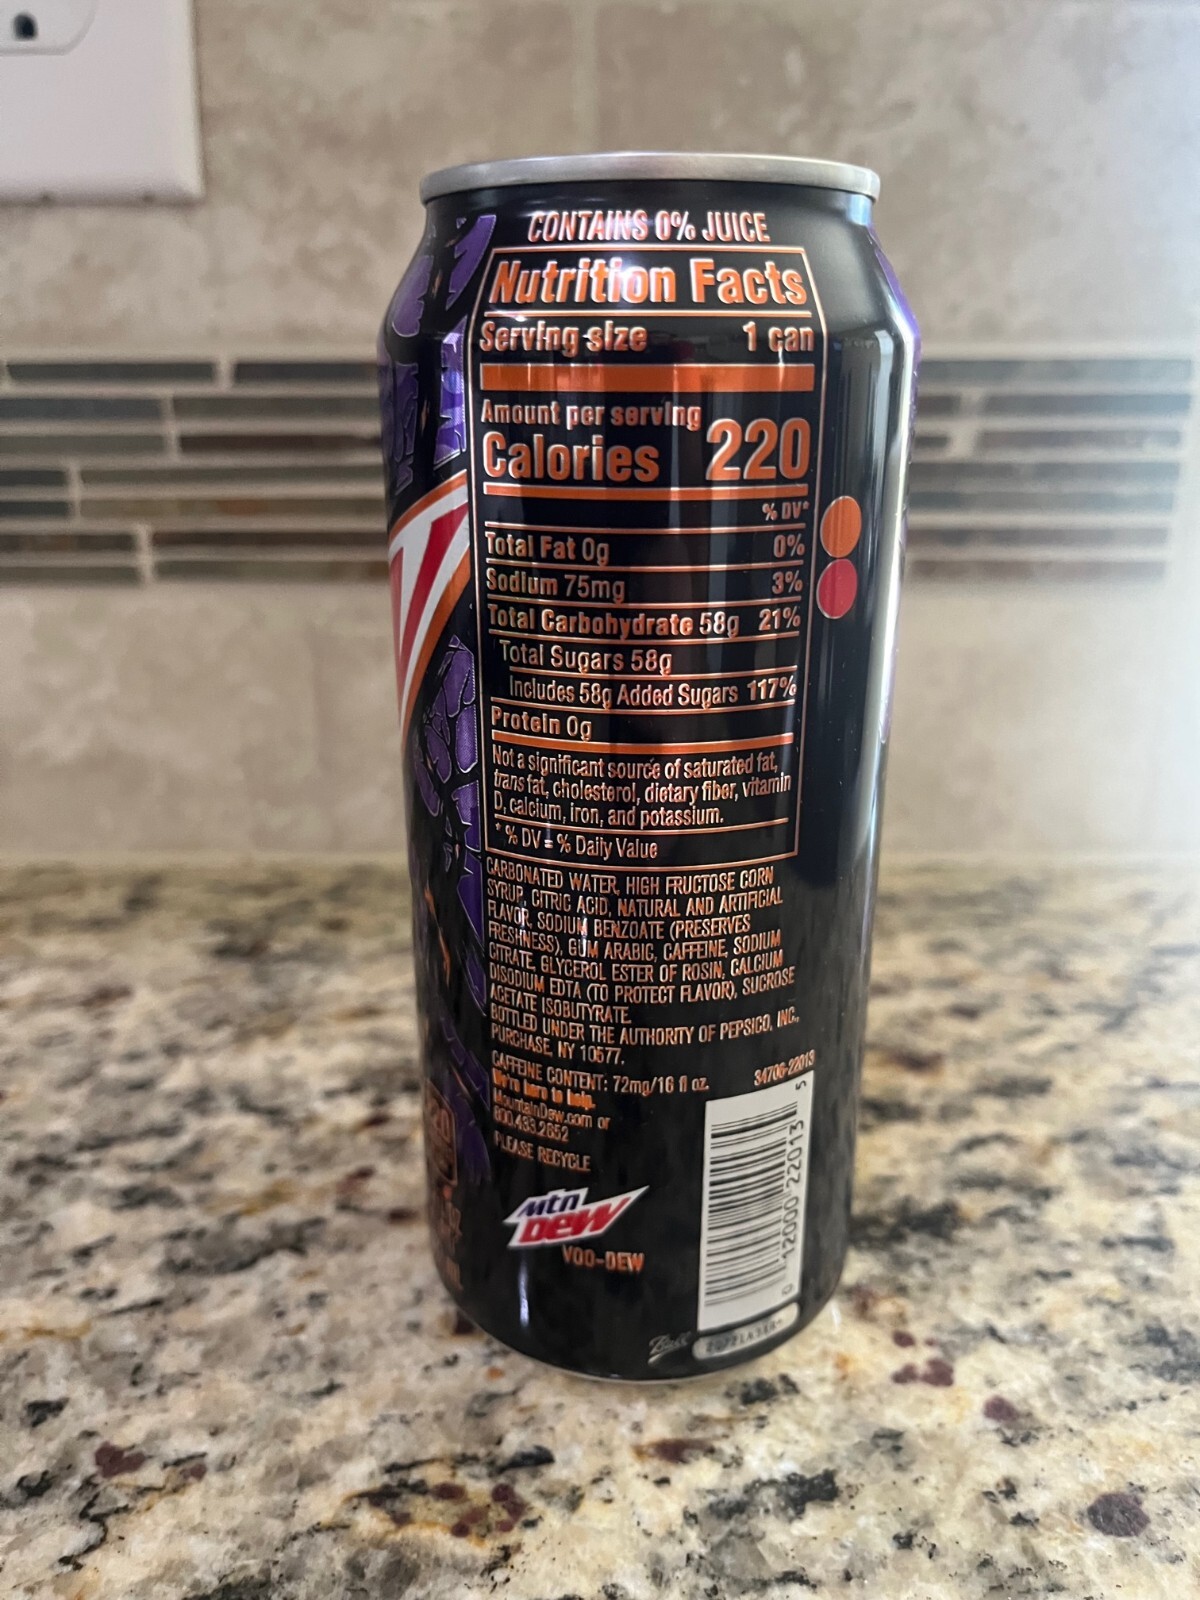 CONTAINS 0% JUICE
Nutrition Facts
Serving size 1 can
Amount per serving
Calories 220
% DV*
Total Fat 0g 0%
Sodium 75mg 3%
Total Carbohydrate 58g 21%
Total Sugars 58g
Includes 58g Added Sugars 117%
Protein 0g
Not a significant source of saturated fat,
trans fat, cholesterol, dietary fiber, vitamin
D, calcium, iron, and potassium.
* % DV = % Daily Value
CARBONATED WATER, HIGH FRUCTOSE CORN
SYRUP, CITRIC ACID, NATURAL AND ARTIFICIAL
FLAVOR, SODIUM BENZOATE (PRESERVES
FRESHNESS), GUM ARABIC, CAFFEINE, SODIUM
CITRATE, GLYCEROL ESTER OF ROSIN, CALCIUM
DISODIUM EDTA (TO PROTECT FLAVOR), SUCROSE
ACETATE ISOBUTYRATE.
BOTTLED UNDER THE AUTHORITY OF PEPSICO, INC.,
PURCHASE, NY 10577.
CAFFEINE CONTENT: 72mg/16 fl oz.
34706-22013
We're here to help.
MountainDew.com or
800.433.2652
PLEASE RECYCLE
mtn
DEW
VOO-DEW
0 12000 22013 5
Ball